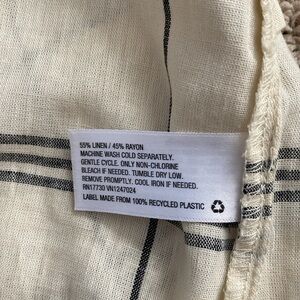 55% LINEN / 45% RAYON
MACHINE WASH COLD SEPARATELY.
GENTLE CYCLE. ONLY NON-CHLORINE
BLEACH IF NEEDED. TUMBLE DRY LOW.
REMOVE PROMPTLY. COOL IRON IF NEEDED.
RN17730 VN1247024
LABEL MADE FROM 100% RECYCLED PLASTIC